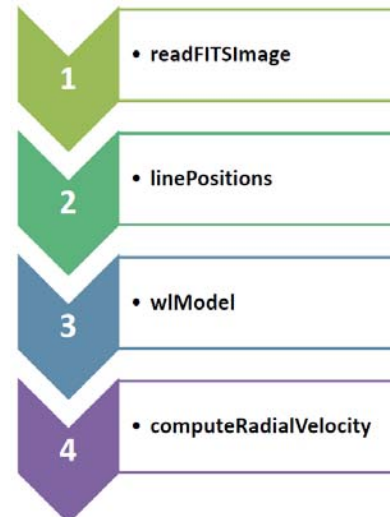 1
• readFITSImage
2
• linePositions
3
• wlModel
4
• computeRadialVelocity